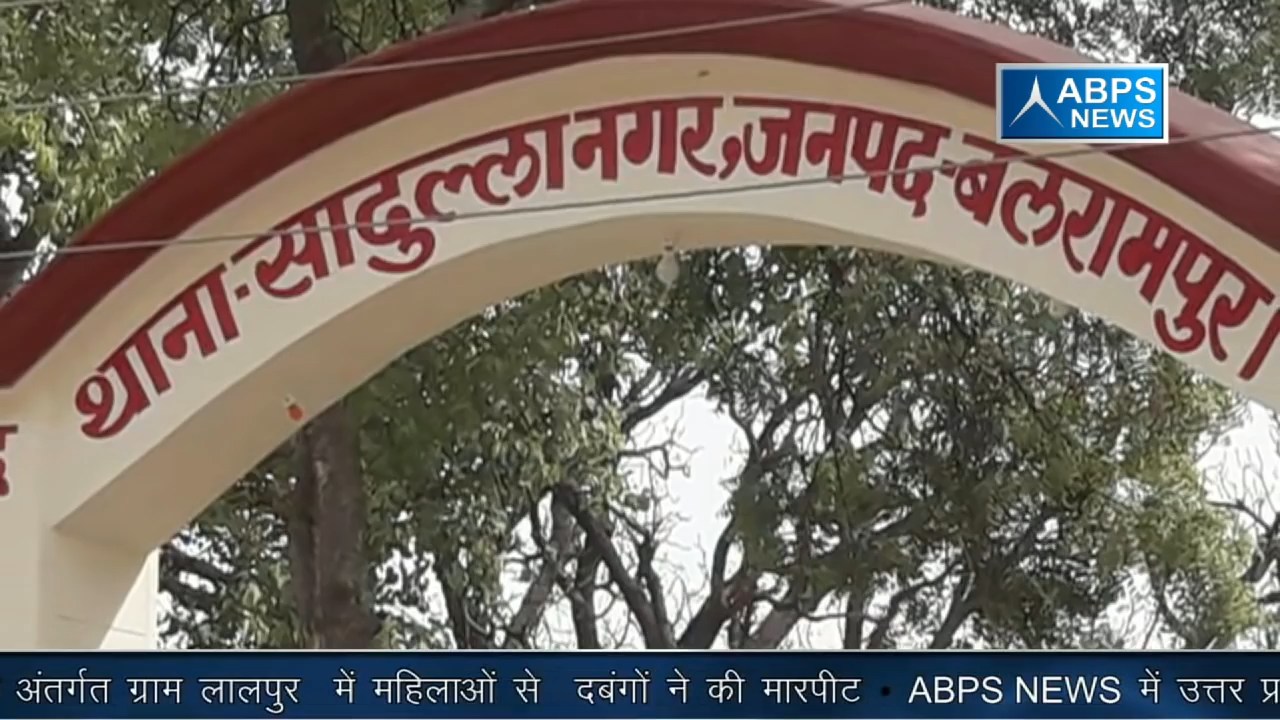 ABPS
NEWS
थाना-सादुल्लानगर,जनपद-बलरामपुर।
अंतर्गत ग्राम लालपुर में महिलाओं से दबंगों ने की मारपीट • ABPS NEWS में उत्तर प्र